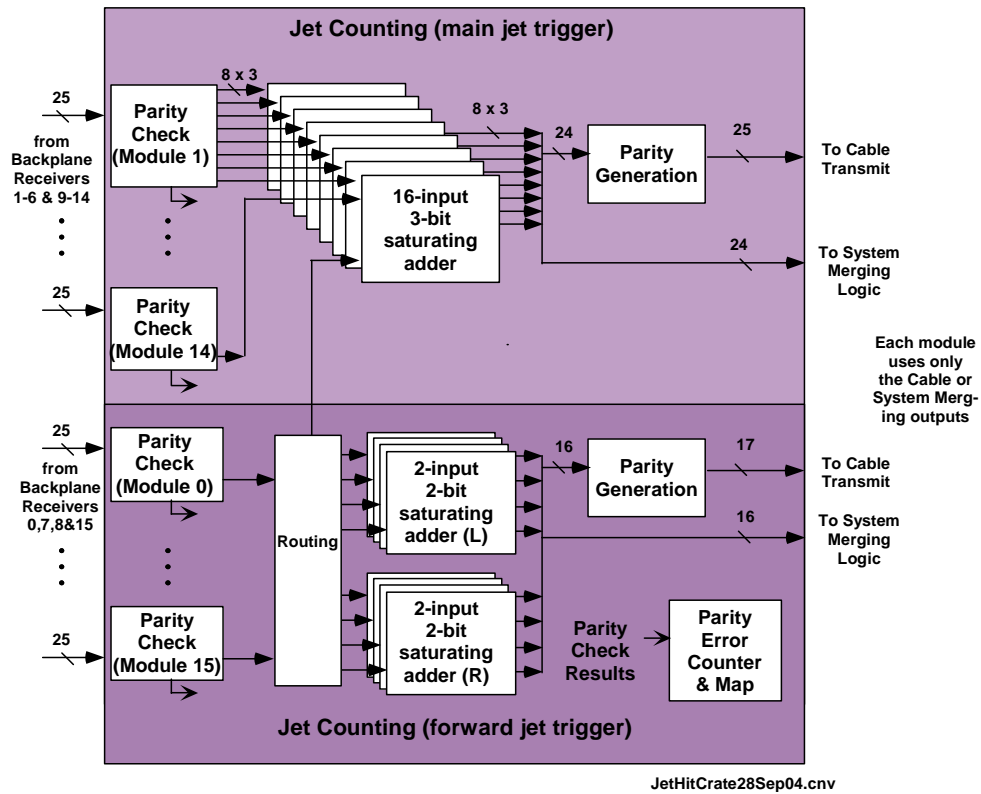 Jet Counting (main jet trigger)
8 x 3
25
from
Backplane
Receivers
1-6 & 9-14
Parity
Check
(Module 1)
16-input
3-bit
saturating
adder
8 x 3
24
Parity
Generation
25
To Cable
Transmit
24
To System
Merging
Logic
25
Parity
Check
(Module 14)
Each module
uses only
the Cable or
System Merg-
ing outputs
25
from
Backplane
Receivers
0,7,8&15
Parity
Check
(Module 0)
Routing
2-input
2-bit
saturating
adder (L)
16
Parity
Generation
17
To Cable
Transmit
16
To System
Merging
Logic
25
Parity
Check
(Module 15)
2-input
2-bit
saturating
adder (R)
Parity
Check
Results
Parity
Error
Counter
& Map
Jet Counting (forward jet trigger)
JetHitCrate28Sep04.cnv